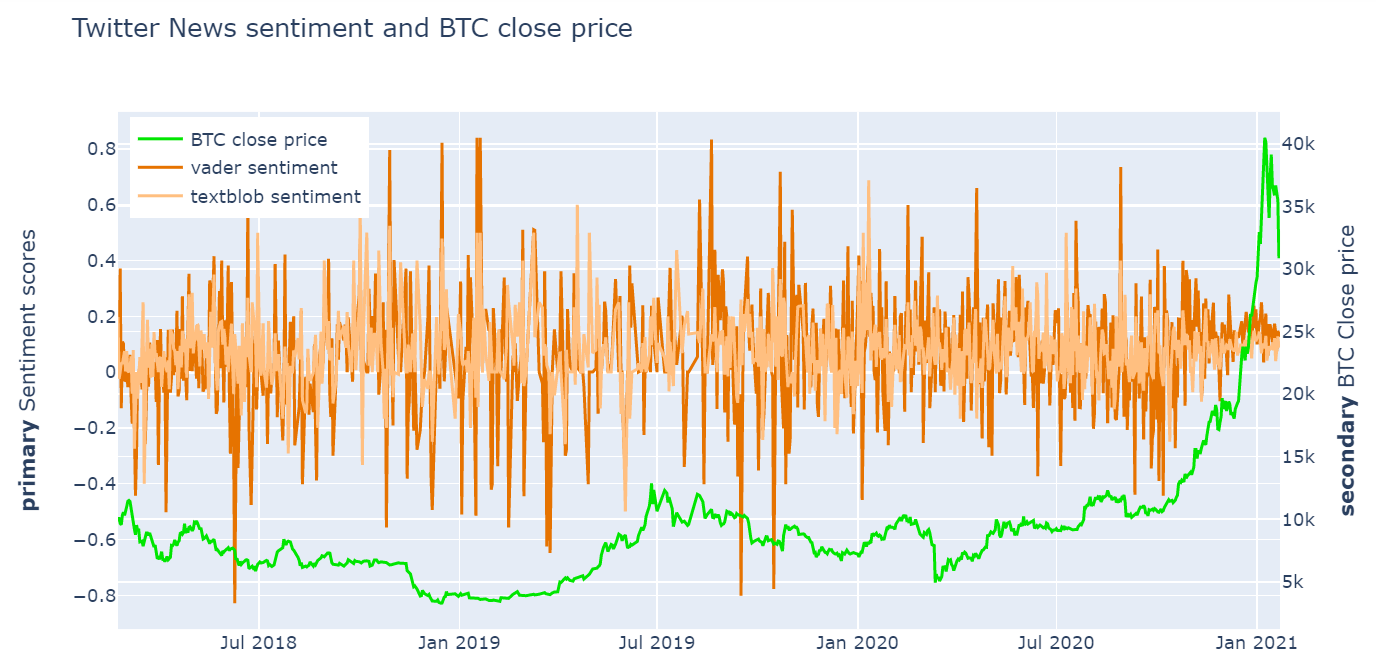 Twitter News sentiment and BTC close price
BTC close price
vader sentiment
textblob sentiment
primary Sentiment scores
0.8
0.6
0.4
0.2
0
−0.2
−0.4
−0.6
−0.8
40k
35k
30k
25k
20k
15k
10k
5k
secondary BTC Close price
Jul 2018
Jan 2019
Jul 2019
Jan 2020
Jul 2020
Jan 2021